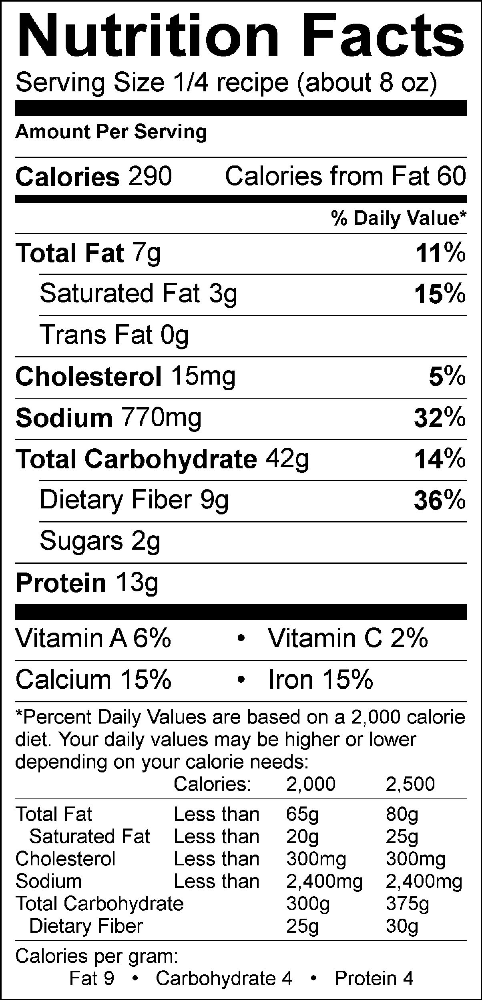 Nutrition Facts
Serving Size 1/4 recipe (about 8 oz)
Amount Per Serving
Calories 290 Calories from Fat 60
% Daily Value*
Total Fat 7g 11%
Saturated Fat 3g 15%
Trans Fat 0g
Cholesterol 15mg 5%
Sodium 770mg 32%
Total Carbohydrate 42g 14%
Dietary Fiber 9g 36%
Sugars 2g
Protein 13g
Vitamin A 6% • Vitamin C 2%
Calcium 15% • Iron 15%
*Percent Daily Values are based on a 2,000 calorie
diet. Your daily values may be higher or lower
depending on your calorie needs:
Calories: 2,000 2,500
Total Fat Less than 65g 80g
Saturated Fat Less than 20g 25g
Cholesterol Less than 300mg 300mg
Sodium Less than 2,400mg 2,400mg
Total Carbohydrate 300g 375g
Dietary Fiber 25g 30g
Calories per gram:
Fat 9 • Carbohydrate 4 • Protein 4